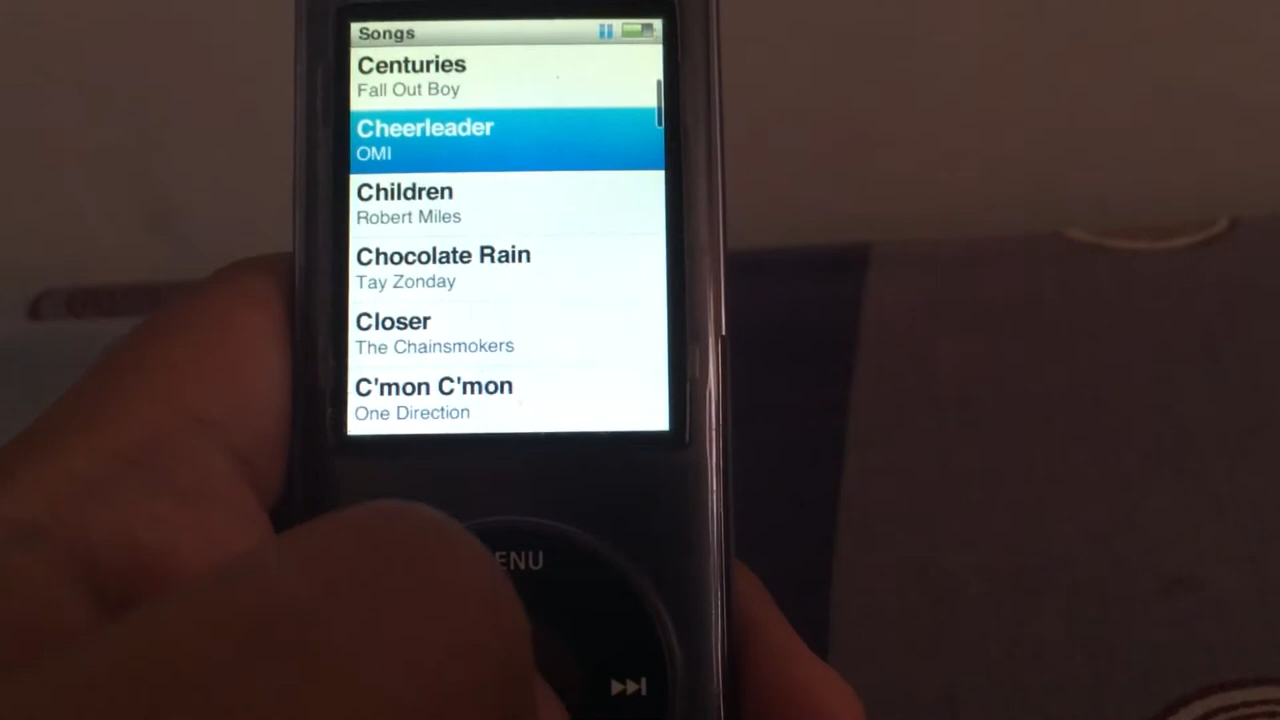 Songs
Centuries
Fall Out Boy
Cheerleader
OMI
Children
Robert Miles
Chocolate Rain
Tay Zonday
Closer
The Chainsmokers
C'mon C'mon
One Direction
ENU